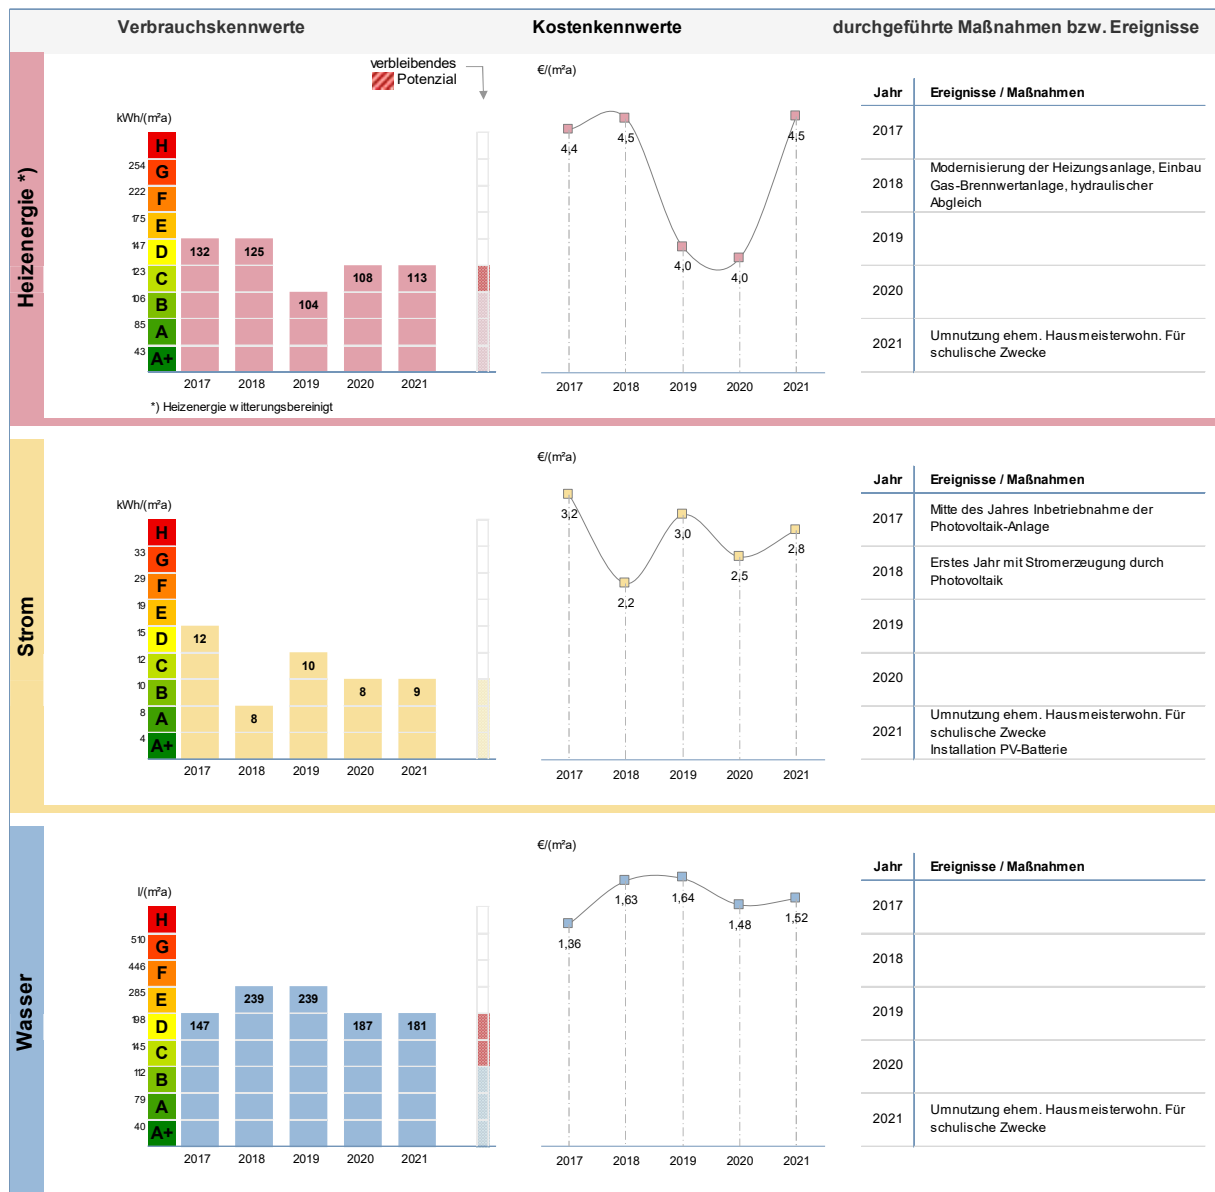 Verbrauchskennwerte
Kostenkennwerte
durchgeführte Maßnahmen bzw. Ereignisse
Heizenergie *)
verbleibendes
Potenzial
kWh/(m²a)
H
254
G
222
F
175
E
147
D
123
C
106
B
85
A
43
A+
132
125
104
108
113
2017 2018 2019 2020 2021
*) Heizenergie witterungsbereinigt
€/(m²a)
4,4
4,5
4,0
4,0
4,5
2017 2018 2019 2020 2021
Jahr Ereignisse / Maßnahmen
2017
2018 Modernisierung der Heizungsanlage, Einbau
Gas-Brennwertanlage, hydraulischer
Abgleich
2019
2020
2021 Umnutzung ehem. Hausmeisterwohn. Für
schulische Zwecke
Strom
kWh/(m²a)
H
33
G
29
F
19
E
15
D
12
C
10
B
8
A
4
A+
12
8
10
8
9
2017 2018 2019 2020 2021
€/(m²a)
3,2
2,2
3,0
2,5
2,8
2017 2018 2019 2020 2021
Jahr Ereignisse / Maßnahmen
2017 Mitte des Jahres Inbetriebnahme der
Photovoltaik-Anlage
2018 Erstes Jahr mit Stromerzeugung durch
Photovoltaik
2019
2020
2021 Umnutzung ehem. Hausmeisterwohn. Für
schulische Zwecke
Installation PV-Batterie
Wasser
l/(m²a)
H
510
G
446
F
285
E
198
D
145
C
112
B
79
A
40
A+
147
239
239
187
181
2017 2018 2019 2020 2021
€/(m²a)
1,36
1,63
1,64
1,48
1,52
2017 2018 2019 2020 2021
Jahr Ereignisse / Maßnahmen
2017
2018
2019
2020
2021 Umnutzung ehem. Hausmeisterwohn. Für
schulische Zwecke